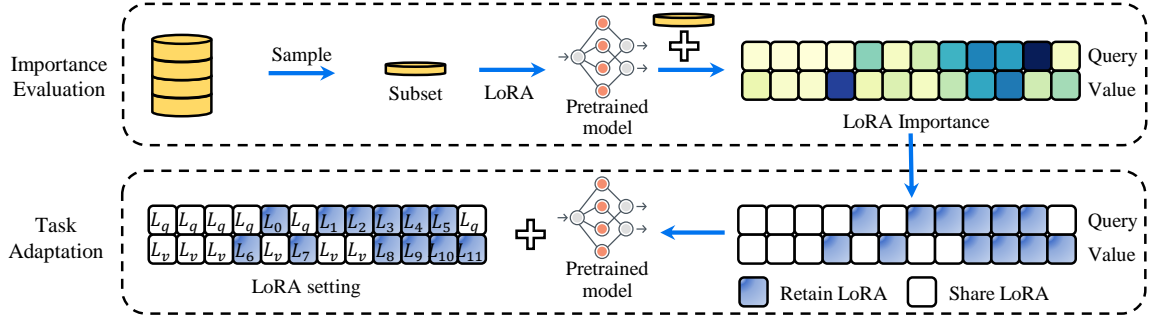 Importance
Evaluation
Sample
Subset
LoRA
Pretrained
model
Query
Value
LoRA Importance
Task
Adaptation
L_q L_q L_q L_q L_0 L_q L_1 L_2 L_3 L_4 L_5 L_q
L_v L_v L_v L_6 L_v L_7 L_v L_v L_8 L_9 L_10 L_11
LoRA setting
Pretrained
model
Query
Value
Retain LoRA
Share LoRA